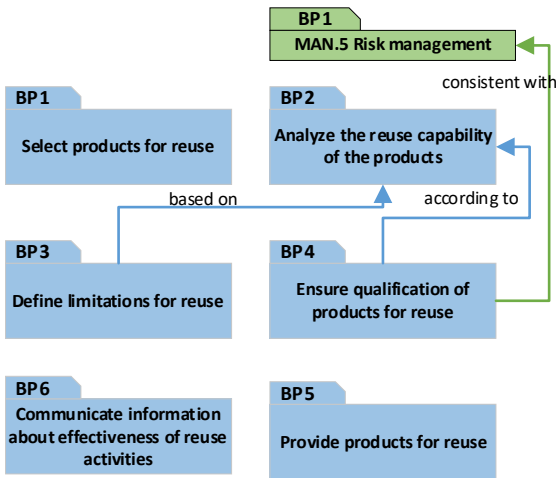 BP1
MAN.5 Risk management
consistent with
BP1
Select products for reuse
BP2
Analyze the reuse capability
of the products
based on
according to
BP3
Define limitations for reuse
BP4
Ensure qualification of
products for reuse
BP6
Communicate information
about effectiveness of reuse
activities
BP5
Provide products for reuse